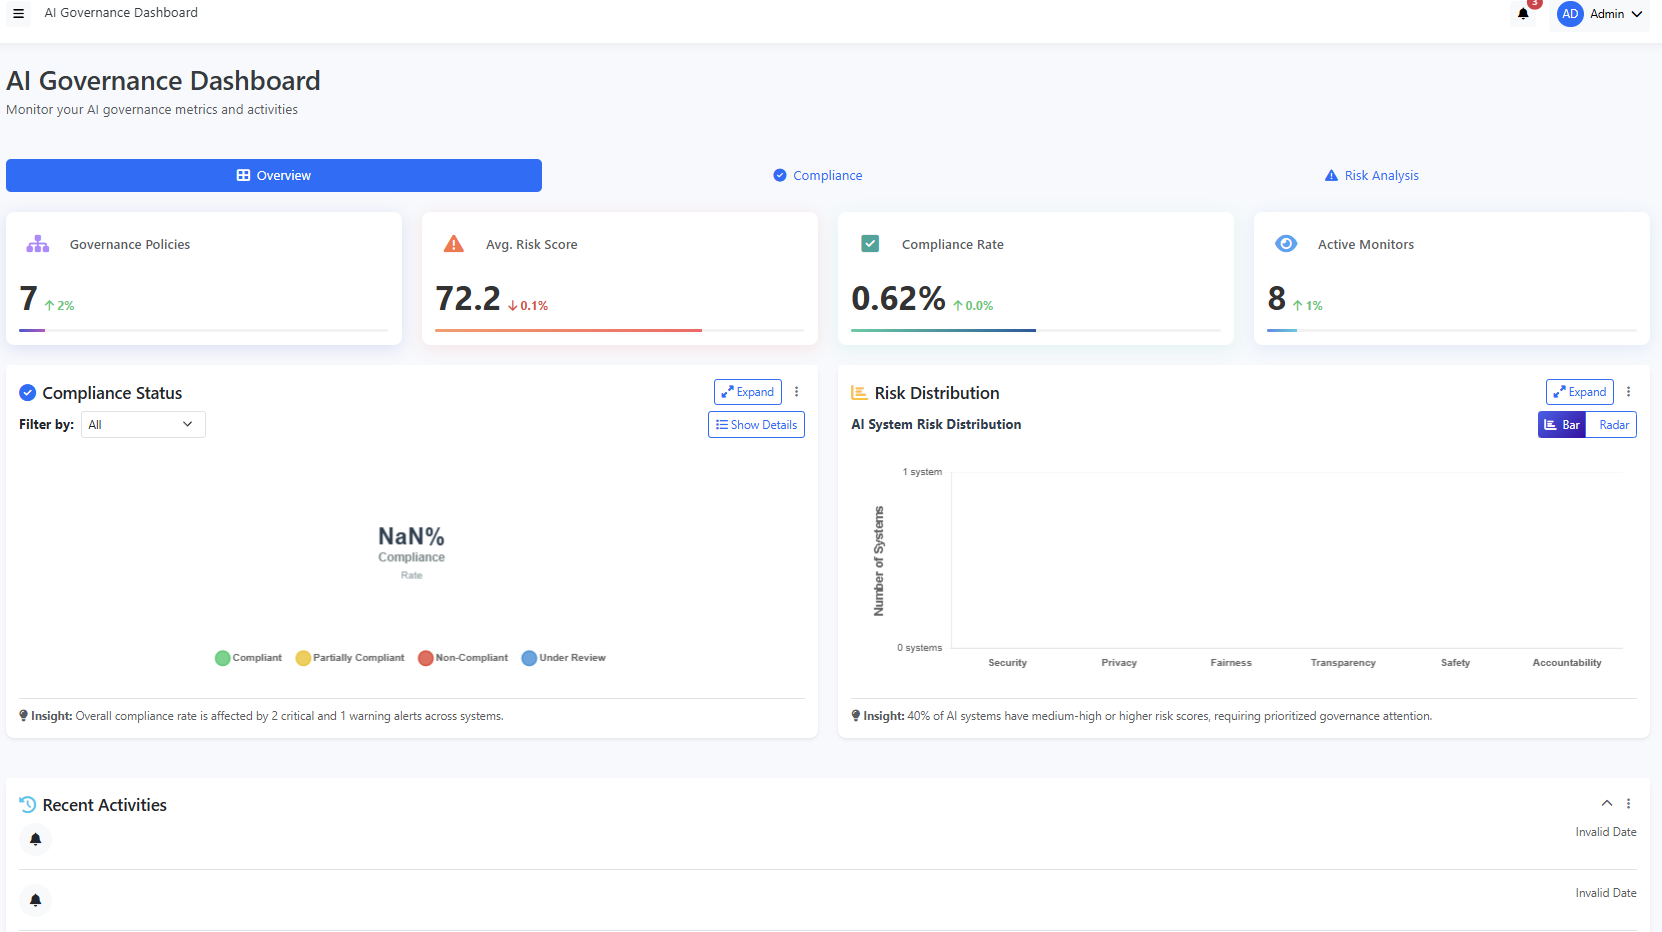 AI Governance Dashboard
3
AD Admin
AI Governance Dashboard
Monitor your AI governance metrics and activities
Overview
Compliance
Risk Analysis
Governance Policies
7 2%
Avg. Risk Score
72.2 0.1%
Compliance Rate
0.62% 0.0%
Active Monitors
8 1%
Compliance Status
Expand
Filter by: All
Show Details
NaN%
Compliance
Rate
Compliant Partially Compliant Non-Compliant Under Review
Insight: Overall compliance rate is affected by 2 critical and 1 warning alerts across systems.
Risk Distribution
Expand
AI System Risk Distribution
Bar Radar
1 system
Number of Systems
0 systems
Security Privacy Fairness Transparency Safety Accountability
Insight: 40% of AI systems have medium-high or higher risk scores, requiring prioritized governance attention.
Recent Activities
Invalid Date
Invalid Date